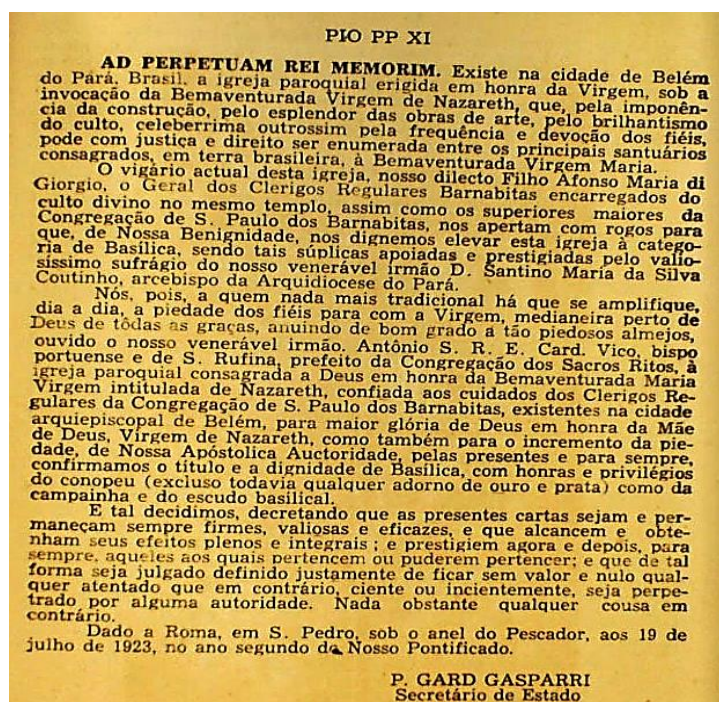 PIO PP XI
AD PERPETUAM REI MEMORIM. Existe na cidade de Belém
do Pará. Brasil. a igreja paroquial erigida em honra da Virgem, sob a
invocação da Bemaventurada Virgem de Nazareth, que, pela imponên-
cia da construção, pelo esplendor das obras de arte, pelo brilhantismo
do culto, celeberrima outrossim pela frequência e devoção dos fiéis,
pode com justiça e direito ser enumerada entre os principais santuários
consagrados, em terra brasileira, à Bemaventurada Virgem Maria.
O vigário actual desta igreja, nosso dilecto Filho Afonso Maria di
Giorgio, o Geral dos Clerigos Regulares Barnabitas encarregados do
culto divino no mesmo templo, assim como os superiores maiores da
Congregação de S. Paulo dos Barnabitas, nos apertam com rogos para
que, de Nossa Benignidade, nos dignemos elevar esta igreja à catego-
ria de Basílica, sendo tais súplicas apoiadas e prestigiadas pelo valio-
sissimo sufrágio do nosso venerável irmão D. Santino Maria da Silva
Coutinho, arcebispo da Arquidiocese do Pará.
Nós, pois, a quem nada mais tradicional há que se amplifique,
dia a dia, a piedade dos fiéis para com a Virgem, medianeira perto de
Deus de tôdas as graças, anuindo de bom grado a tão piedosos almejos,
ouvido o nosso venerável irmão. Antônio S. R. E. Card. Vico, bispo
portuense e de S. Rufina, prefeito da Congregação dos Sacros Ritos, à
igreja paroquial consagrada a Deus em honra da Bemaventurada Maria
Virgem intitulada de Nazareth, confiada aos cuidados dos Clerigos Re-
gulares da Congregação de S. Paulo dos Barnabitas, existentes na cidade
arquiepiscopal de Belém, para maior glória de Deus em honra da Mãe
de Deus, Virgem de Nazareth, como também para o incremento da pie-
dade, de Nossa Apóstolica Auctoridade, pelas presentes e para sempre,
confirmamos o título e a dignidade de Basílica, com honras e privilégios
do conopeu (excluso todavia qualquer adorno de ouro e prata) como da
campainha e do escudo basilical.
E tal decidimos, decretando que as presentes cartas sejam e per-
maneçam sempre firmes, valiosas e eficazes, e que alcancem e obte-
nham seus efeitos plenos e integrais ; e prestigiem agora e depois, para
sempre, aqueles aos quais pertencem ou puderem pertencer; e que de tal
forma seja julgado definido justamente de ficar sem valor e nulo qual-
quer atentado que em contrário, ciente ou incientemente, seja perpe-
trado por alguma autoridade. Nada obstante qualquer cousa em
contrário.
Dado a Roma, em S. Pedro, sob o anel do Pescador, aos 19 de
julho de 1923, no ano segundo de Nosso Pontificado.
P. GARD GASPARRI
Secretário de Estado